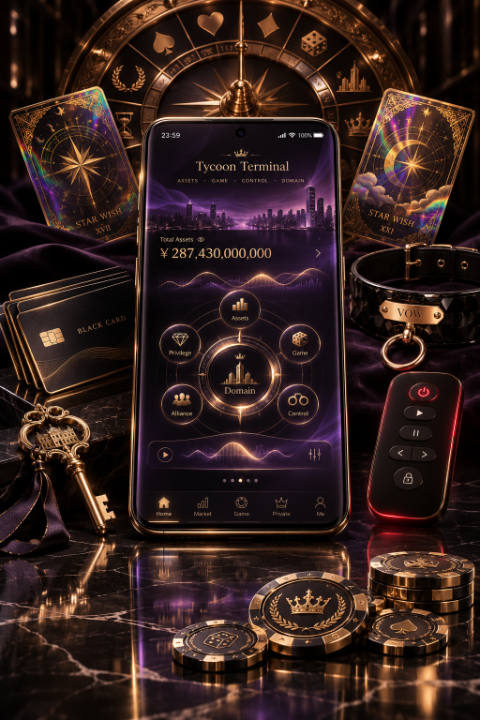 23:59
100%
Tycoon Terminal
ASSETS · GAME · CONTROL · DOMAIN
STAR WISH
XVII
STAR WISH
XXI
Total Assets
¥ 287,430,000,000
Assets
Privilege
Game
Domain
Alliance
Control
BLACK CARD
VOW
Home
Market
Game
Private
Me